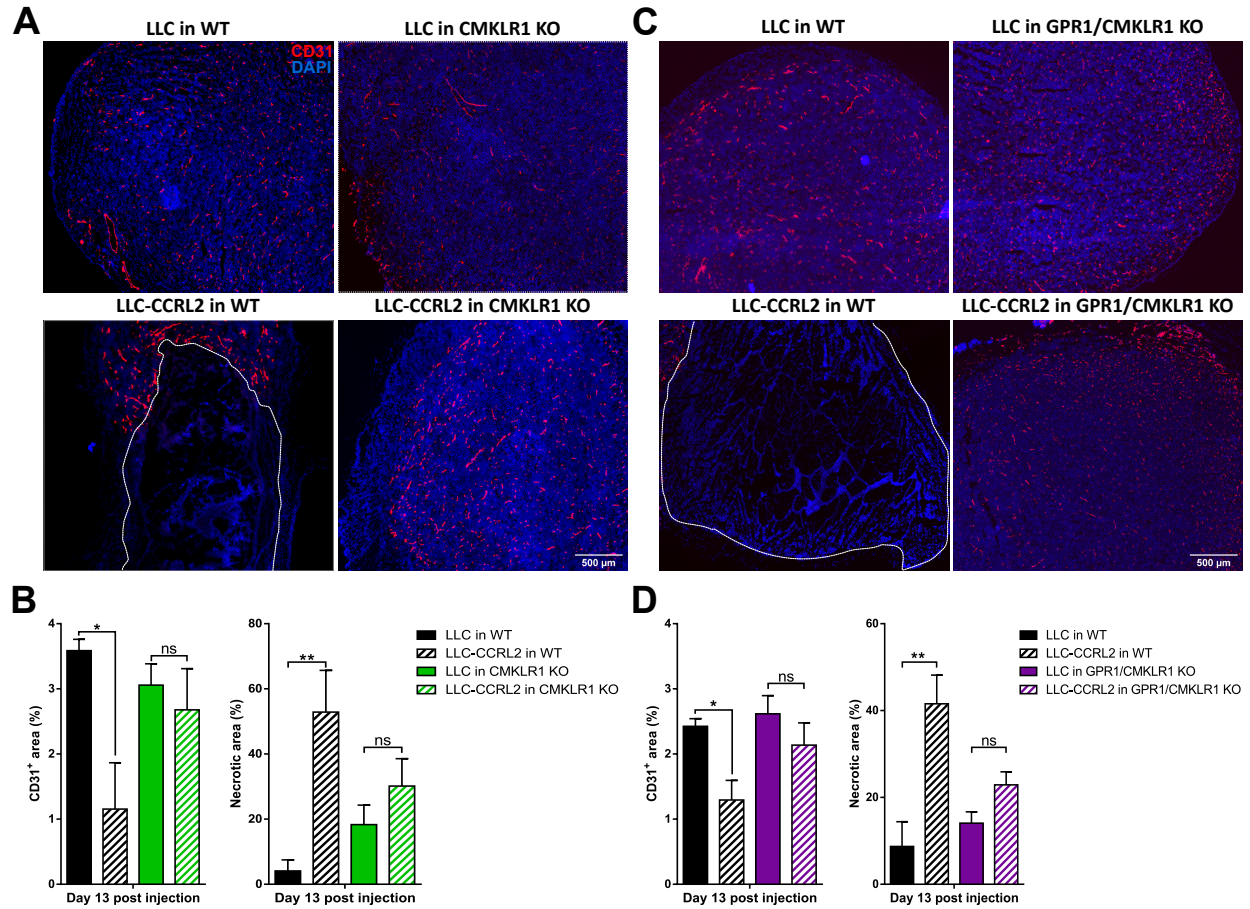 A
LLC in WT
LLC in CMKLR1 KO
CD31
DAPI
LLC-CCRL2 in WT
LLC-CCRL2 in CMKLR1 KO
500 µm
C
LLC in WT
LLC in GPR1/CMKLR1 KO
LLC-CCRL2 in WT
LLC-CCRL2 in GPR1/CMKLR1 KO
500 µm
B
CD31+ area (%)
4
3
2
1
0
*
ns
Day 13 post injection
Necrotic area (%)
80
60
40
20
0
**
ns
Day 13 post injection
LLC in WT
LLC-CCRL2 in WT
LLC in CMKLR1 KO
LLC-CCRL2 in CMKLR1 KO
D
CD31+ area (%)
4
3
2
1
0
*
ns
Day 13 post injection
Necrotic area (%)
60
40
20
0
**
ns
Day 13 post injection
LLC in WT
LLC-CCRL2 in WT
LLC in GPR1/CMKLR1 KO
LLC-CCRL2 in GPR1/CMKLR1 KO